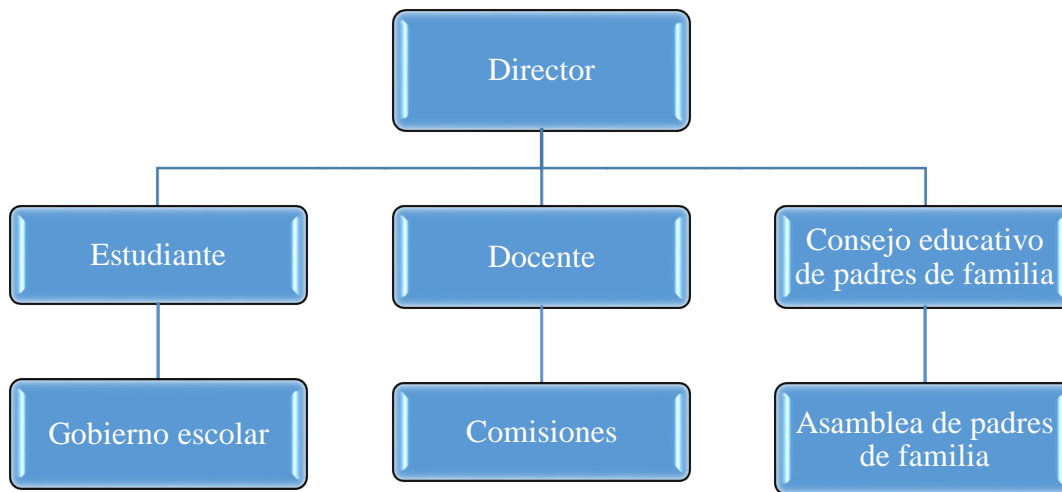 Director
Estudiante
Docente
Consejo educativo
de padres de familia
Gobierno escolar
Comisiones
Asamblea de padres
de familia